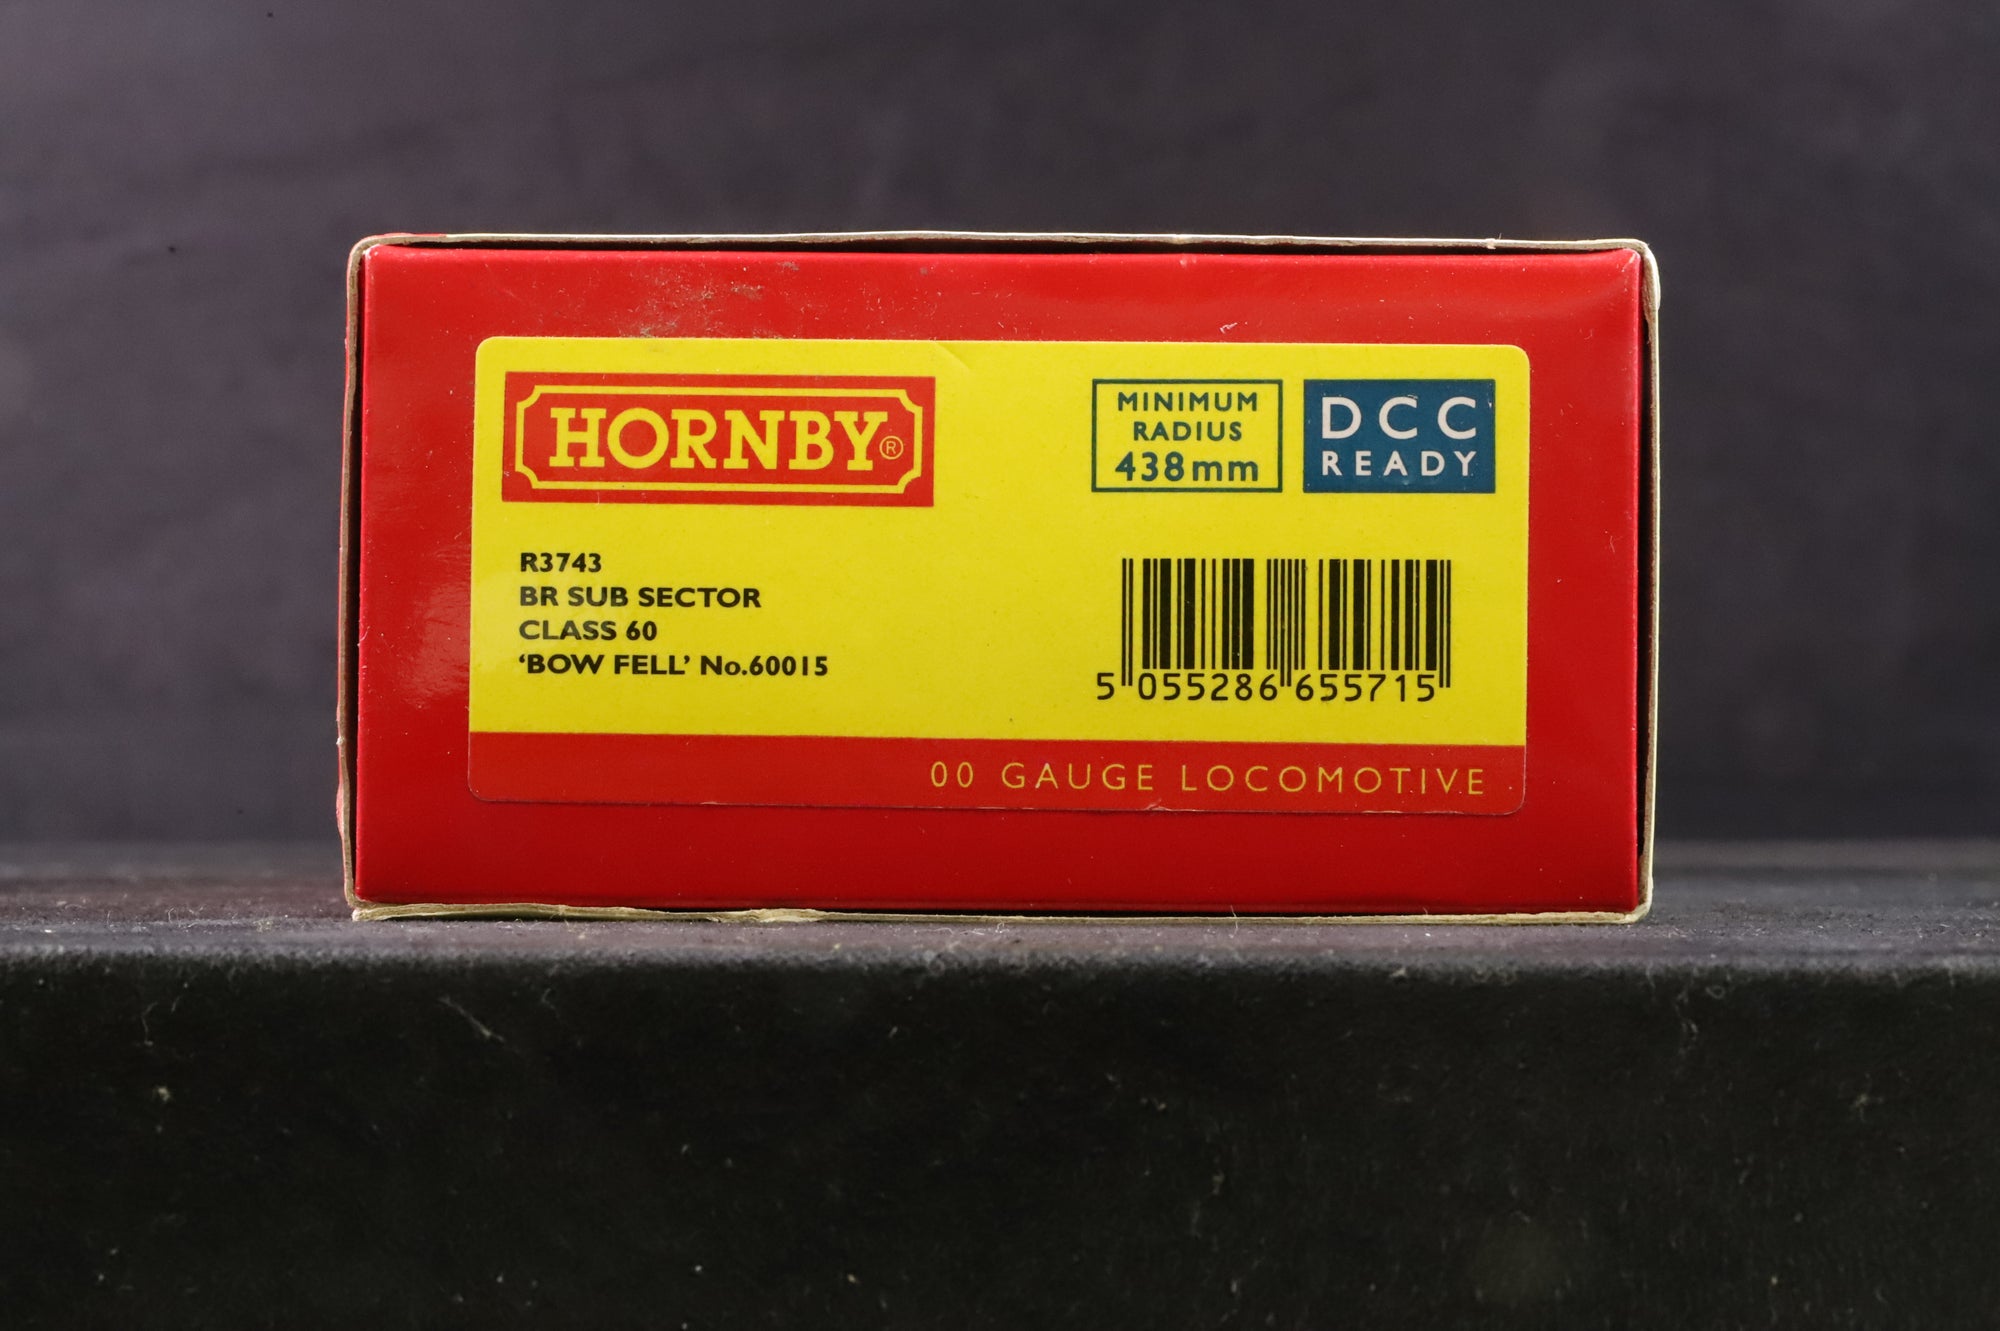 HORNBY®
MINIMUM
RADIUS
438mm
DCC
READY
R3743
BR SUB SECTOR
CLASS 60
‘BOW FELL’ No.60015
5 055286 655715
00 GAUGE LOCOMOTIVE